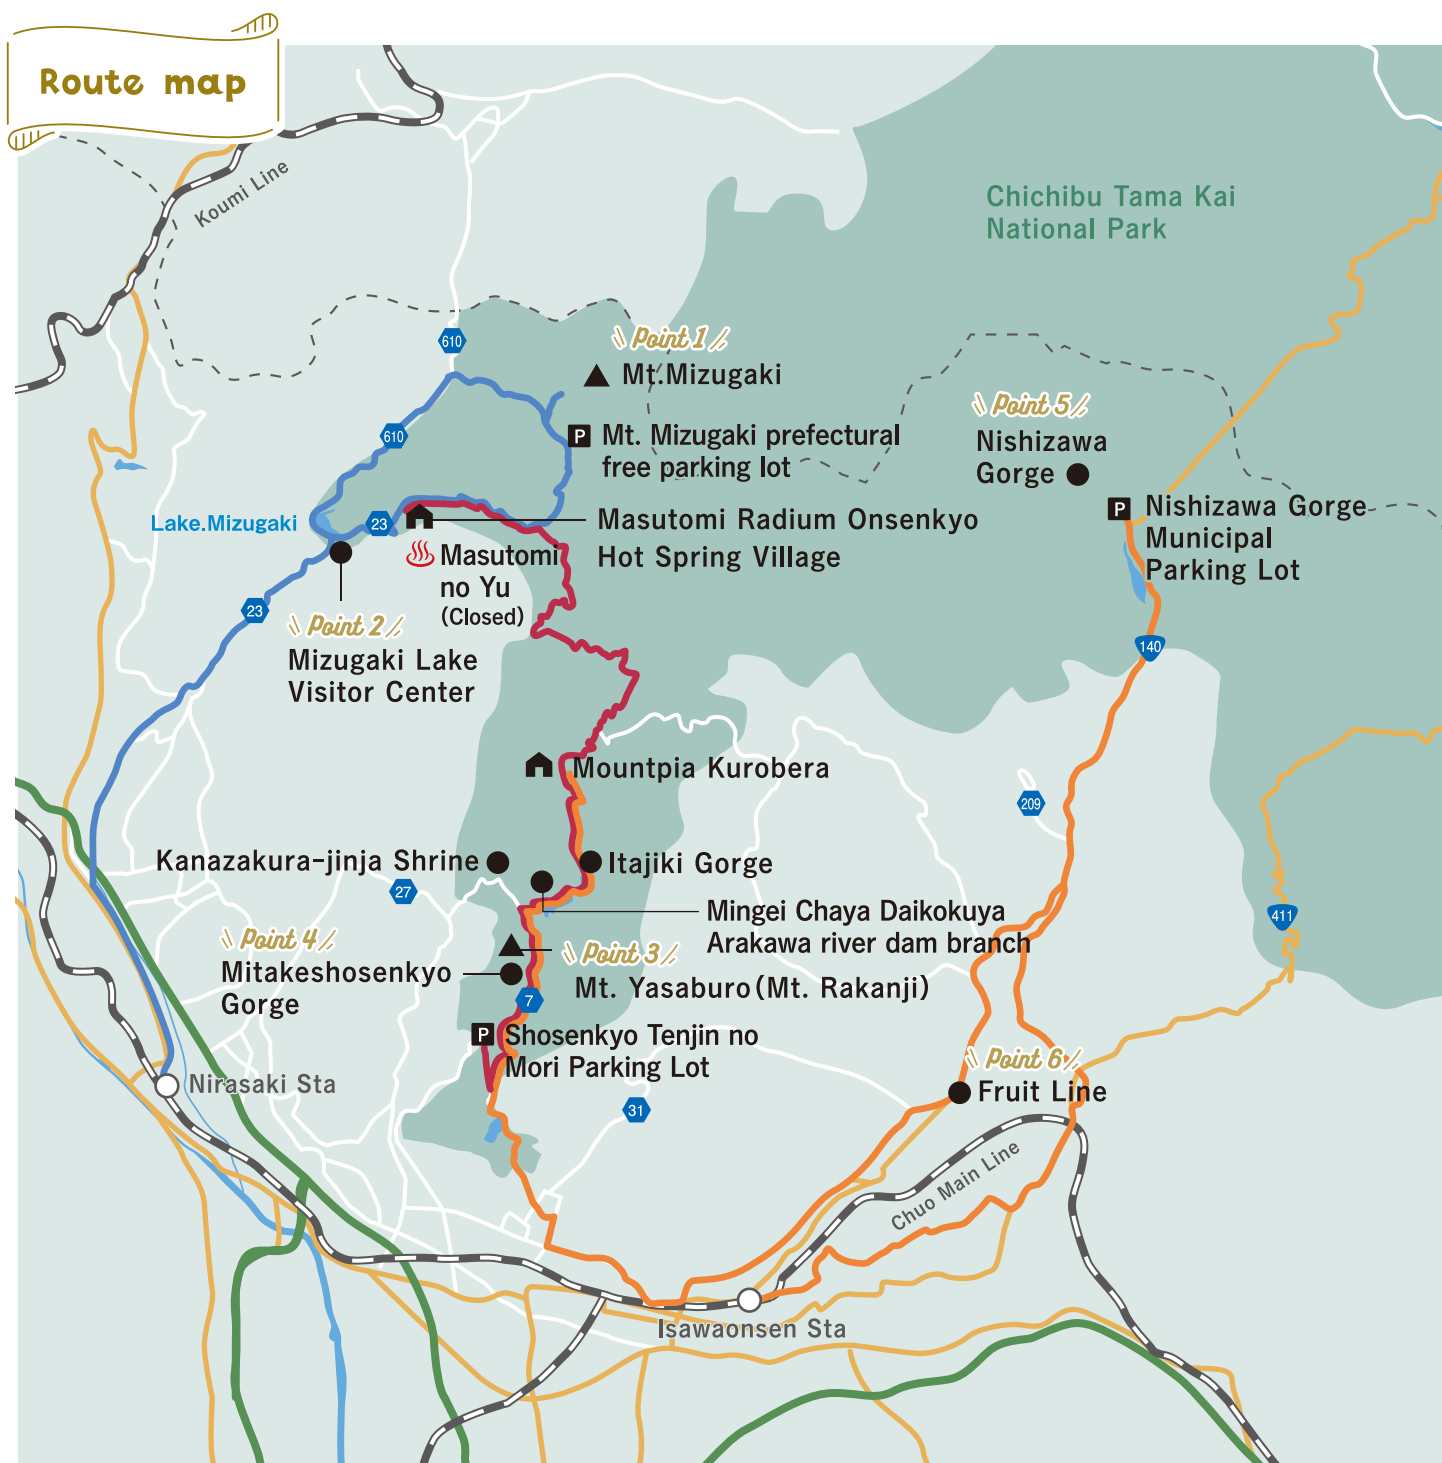 Route map
Koumi Line
Chichibu Tama Kai
National Park
610
Point 1
Mt.Mizugaki
610
P
Mt. Mizugaki prefectural
free parking lot
Point 5
Nishizawa
Gorge
Lake.Mizugaki
23
Masutomi Radium Onsenkyo
Hot Spring Village
P
Nishizawa Gorge
Municipal
Parking Lot
Masutomi
no Yu
(Closed)
23
Point 2
Mizugaki Lake
Visitor Center
140
Mountpia Kurobera
209
Kanazakura-jinja Shrine
Itajiki Gorge
27
Mingei Chaya Daikokuya
Arakawa river dam branch
411
Point 4
Mitakeshosenkyo
Gorge
Point 3
Mt. Yasaburo(Mt. Rakanji)
7
P
Shosenkyo Tenjin no
Mori Parking Lot
Point 6
Fruit Line
Nirasaki Sta
31
Chuo Main Line
Isawaonsen Sta